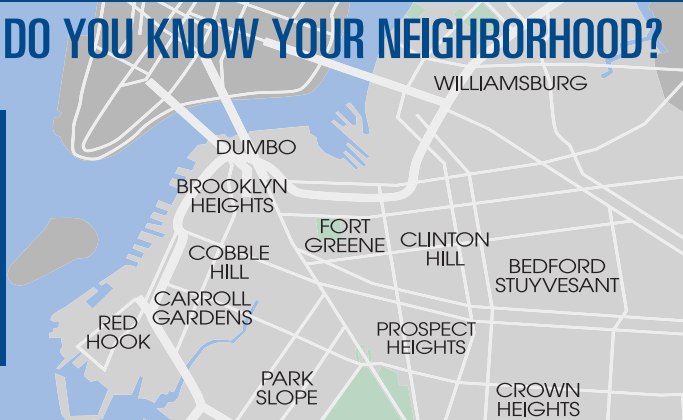 DO YOU KNOW YOUR NEIGHBORHOOD?
WILLIAMSBURG
DUMBO
BROOKLYN
HEIGHTS
FORT
GREENE
CLINTON
HILL
COBBLE
HILL
BEDFORD
STUYVESANT
CARROLL
GARDENS
RED
HOOK
PROSPECT
HEIGHTS
PARK
SLOPE
CROWN
HEIGHTS